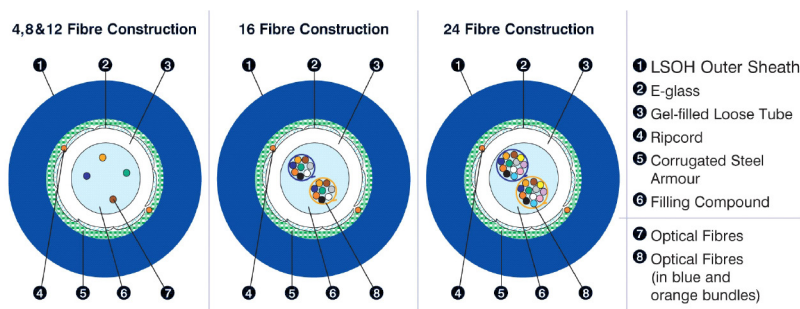 4,8&12 Fibre Construction
1 2 3
4 5 6 7
16 Fibre Construction
1 2 3
4 5 6 8
24 Fibre Construction
1 2 3
4 5 6 8
1 LSOH Outer Sheath
2 E-glass
3 Gel-filled Loose Tube
4 Ripcord
5 Corrugated Steel
Armour
6 Filling Compound
7 Optical Fibres
8 Optical Fibres
(in blue and
orange bundles)